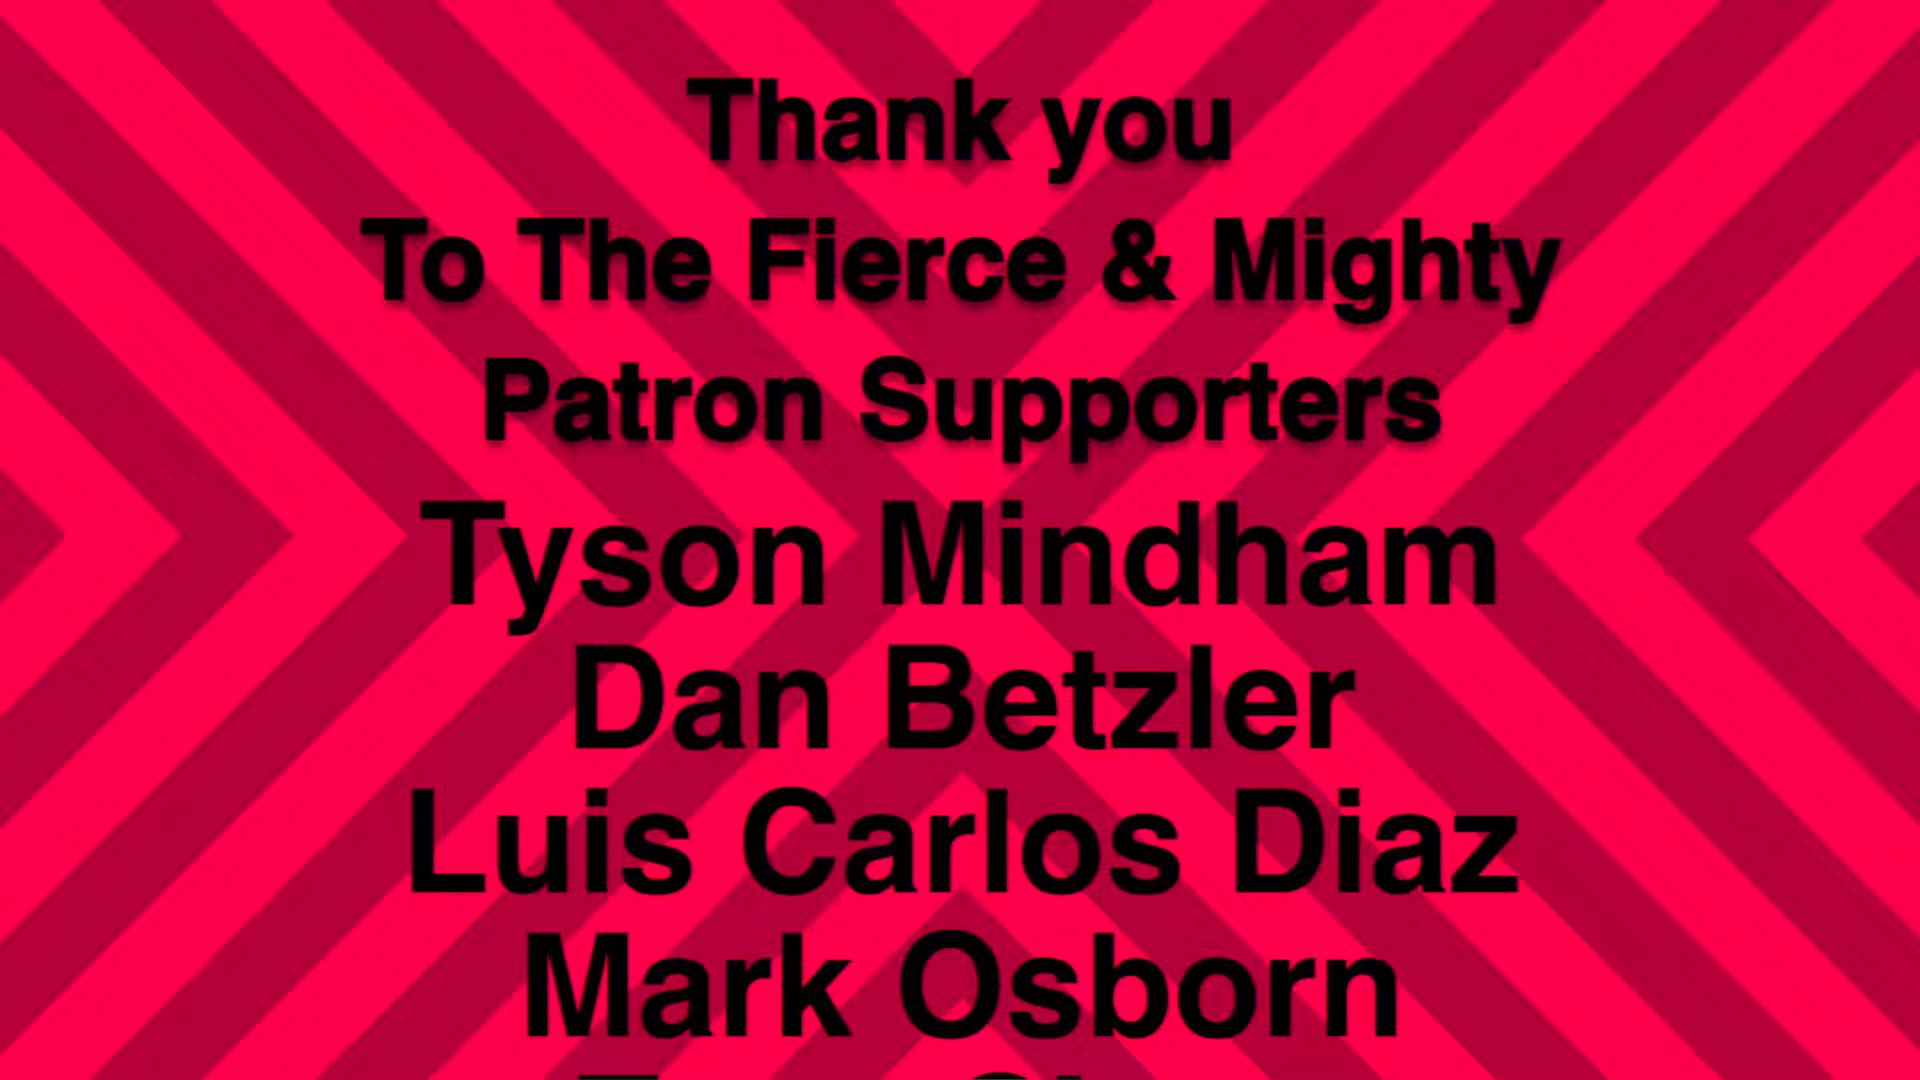 Thank you
To The Fierce & Mighty
Patron Supporters
Tyson Mindham
Dan Betzler
Luis Carlos Diaz
Mark Osborn